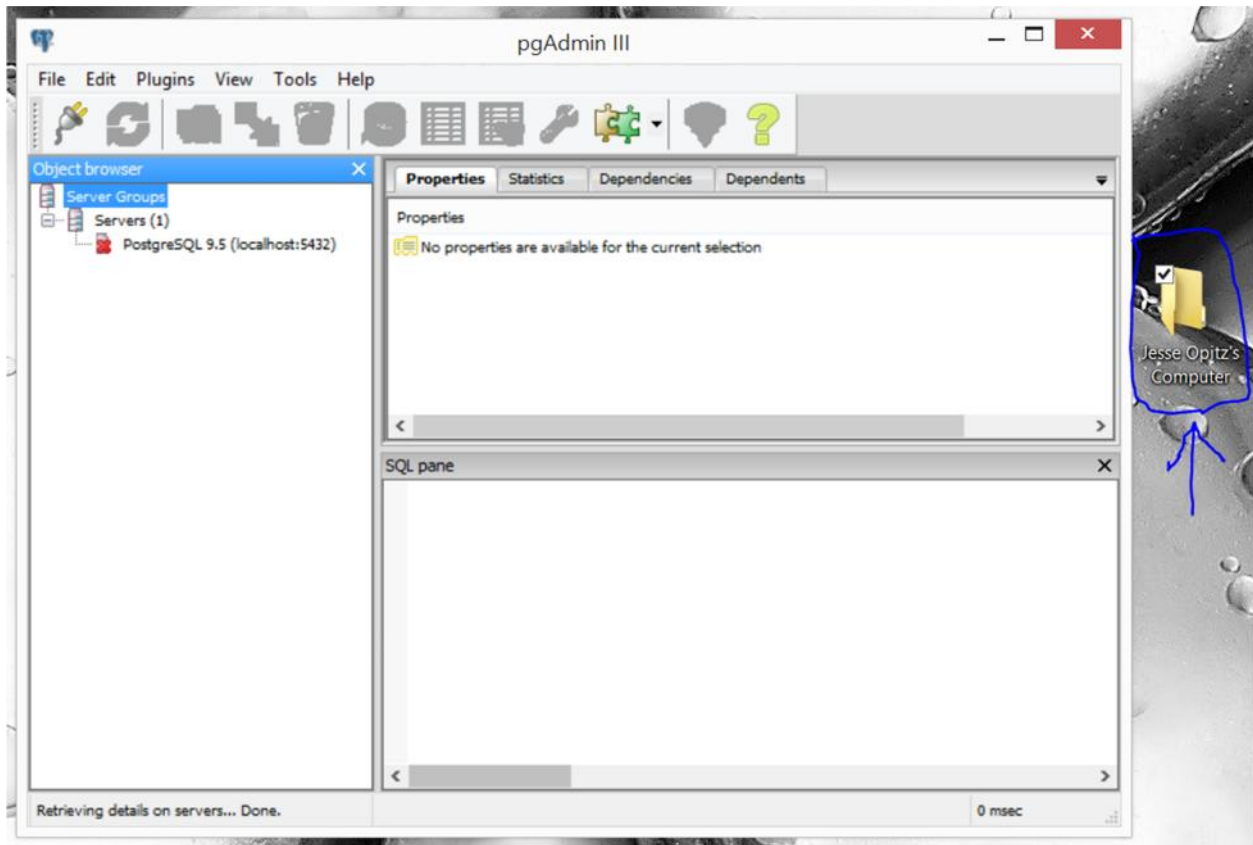 pgAdmin III
File Edit Plugins View Tools Help
Object browser
Properties Statistics Dependencies Dependents
Server Groups
Servers (1)
PostgreSQL 9.5 (localhost:5432)
Properties
No properties are available for the current selection
Jesse Opitz's
Computer
SQL pane
Retrieving details on servers... Done.
0 msec